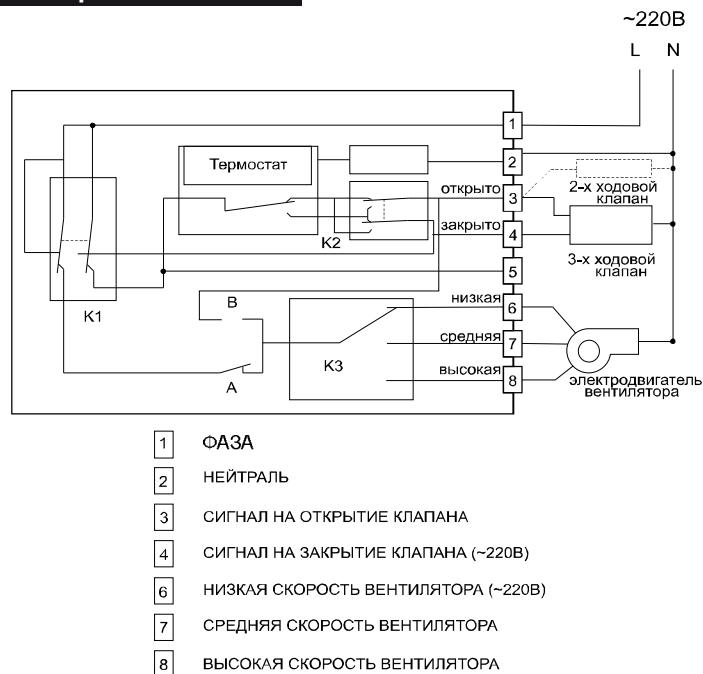 ~220В
L N
1
Термостат
2
открыто
3
2-х ходовой
клапан
K2
закрыто
4
3-х ходовой
клапан
5
K1
B
низкая
6
K3
средняя
7
A
высокая
8
электродвигатель
вентилятора
1 ФАЗА
2 НЕЙТРАЛЬ
3 СИГНАЛ НА ОТКРЫТИЕ КЛАПАНА
4 СИГНАЛ НА ЗАКРЫТИЕ КЛАПАНА (~220В)
6 НИЗКАЯ СКОРОСТЬ ВЕНТИЛЯТОРА (~220В)
7 СРЕДНЯЯ СКОРОСТЬ ВЕНТИЛЯТОРА
8 ВЫСОКАЯ СКОРОСТЬ ВЕНТИЛЯТОРА